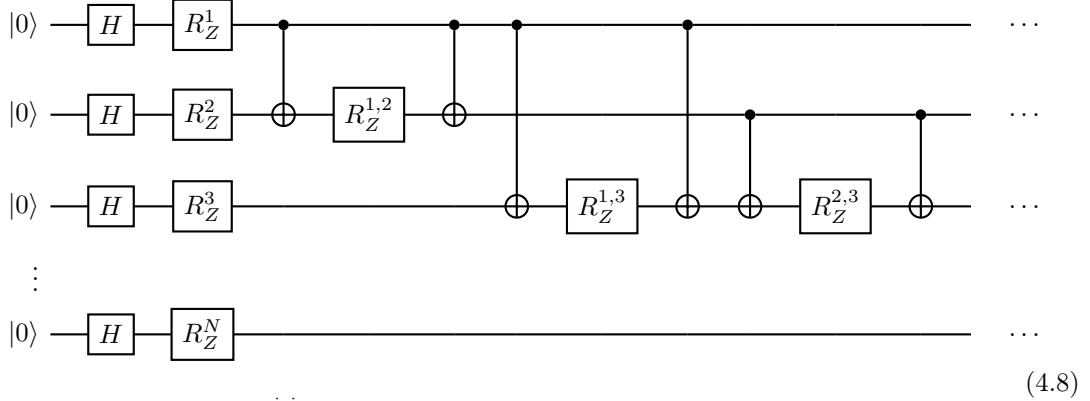 |0⟩ H R_Z^1 ···
|0⟩ H R_Z^2 R_Z^{1,2} ···
|0⟩ H R_Z^3 R_Z^{1,3} R_Z^{2,3} ···
⋮
|0⟩ H R_Z^N ···
(4.8)